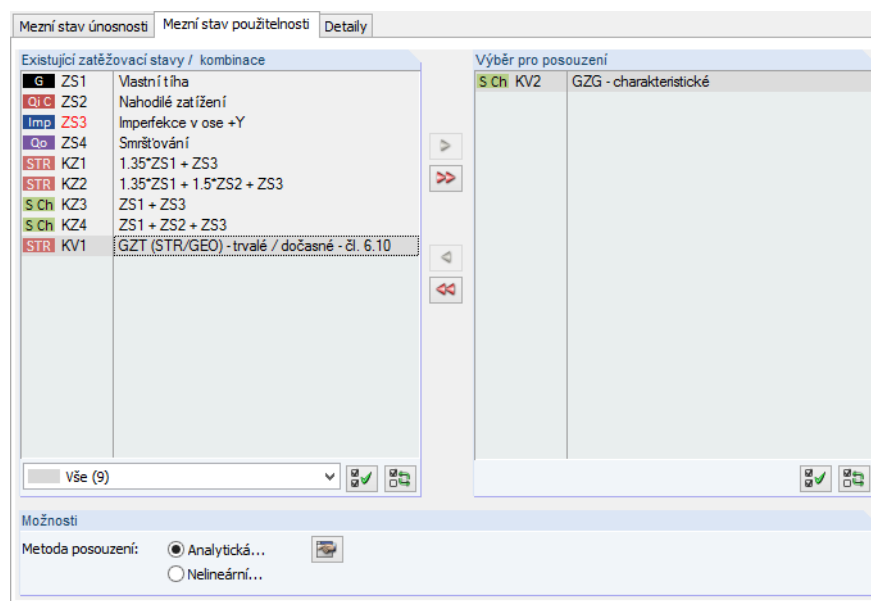 Mezní stav únosnosti Mezní stav použitelnosti Detaily
Existující zatěžovací stavy / kombinace
G ZS1 Vlastní tíha
Qi C ZS2 Nahodilé zatížení
Imp ZS3 Imperfekce v ose +Y
Qo ZS4 Smršťování
STR KZ1 1.35*ZS1 + ZS3
STR KZ2 1.35*ZS1 + 1.5*ZS2 + ZS3
S Ch KZ3 ZS1 + ZS3
S Ch KZ4 ZS1 + ZS2 + ZS3
STR KV1 GZT (STR/GEO) - trvalé / dočasné - čl. 6.10
Vše (9)
Výběr pro posouzení
S Ch KV2 GZG - charakteristické
Možnosti
Metoda posouzení: Analytická...
Nelineární...